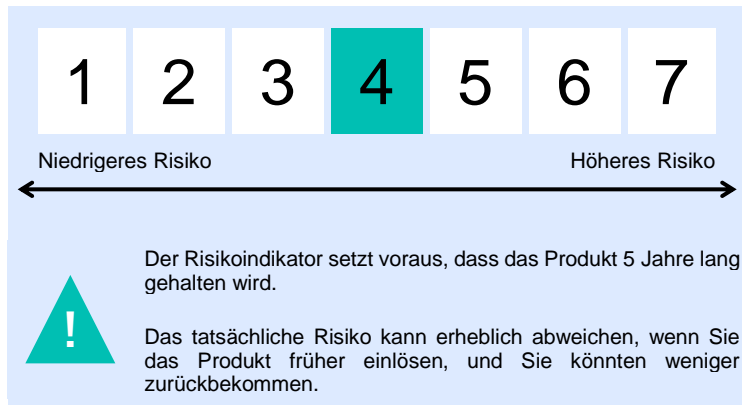 1 2 3 4 5 6 7
Niedrigeres Risiko Höheres Risiko
Der Risikoindikator setzt voraus, dass das Produkt 5 Jahre lang
gehalten wird.
!
Das tatsächliche Risiko kann erheblich abweichen, wenn Sie
das Produkt früher einlösen, und Sie könnten weniger
zurückbekommen.